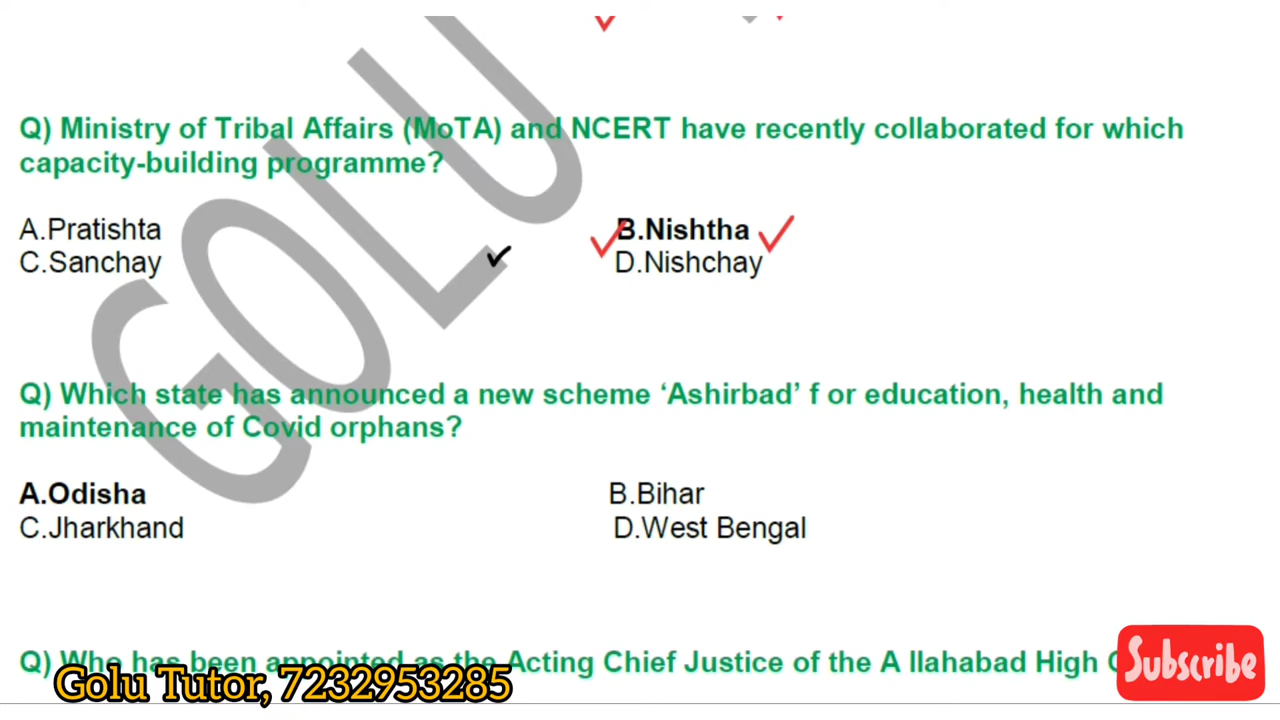 Q) Ministry of Tribal Affairs (MoTA) and NCERT have recently collaborated for which
capacity-building programme?
A.Pratishta B.Nishtha
C.Sanchay D.Nishchay
GOLU
Q) Which state has announced a new scheme ‘Ashirbad’ f or education, health and
maintenance of Covid orphans?
A.Odisha B.Bihar
C.Jharkhand D.West Bengal
Q) Who has been appointed as the Acting Chief Justice of the A llahabad High
Golu Tutor, 7232953285
Subscribe